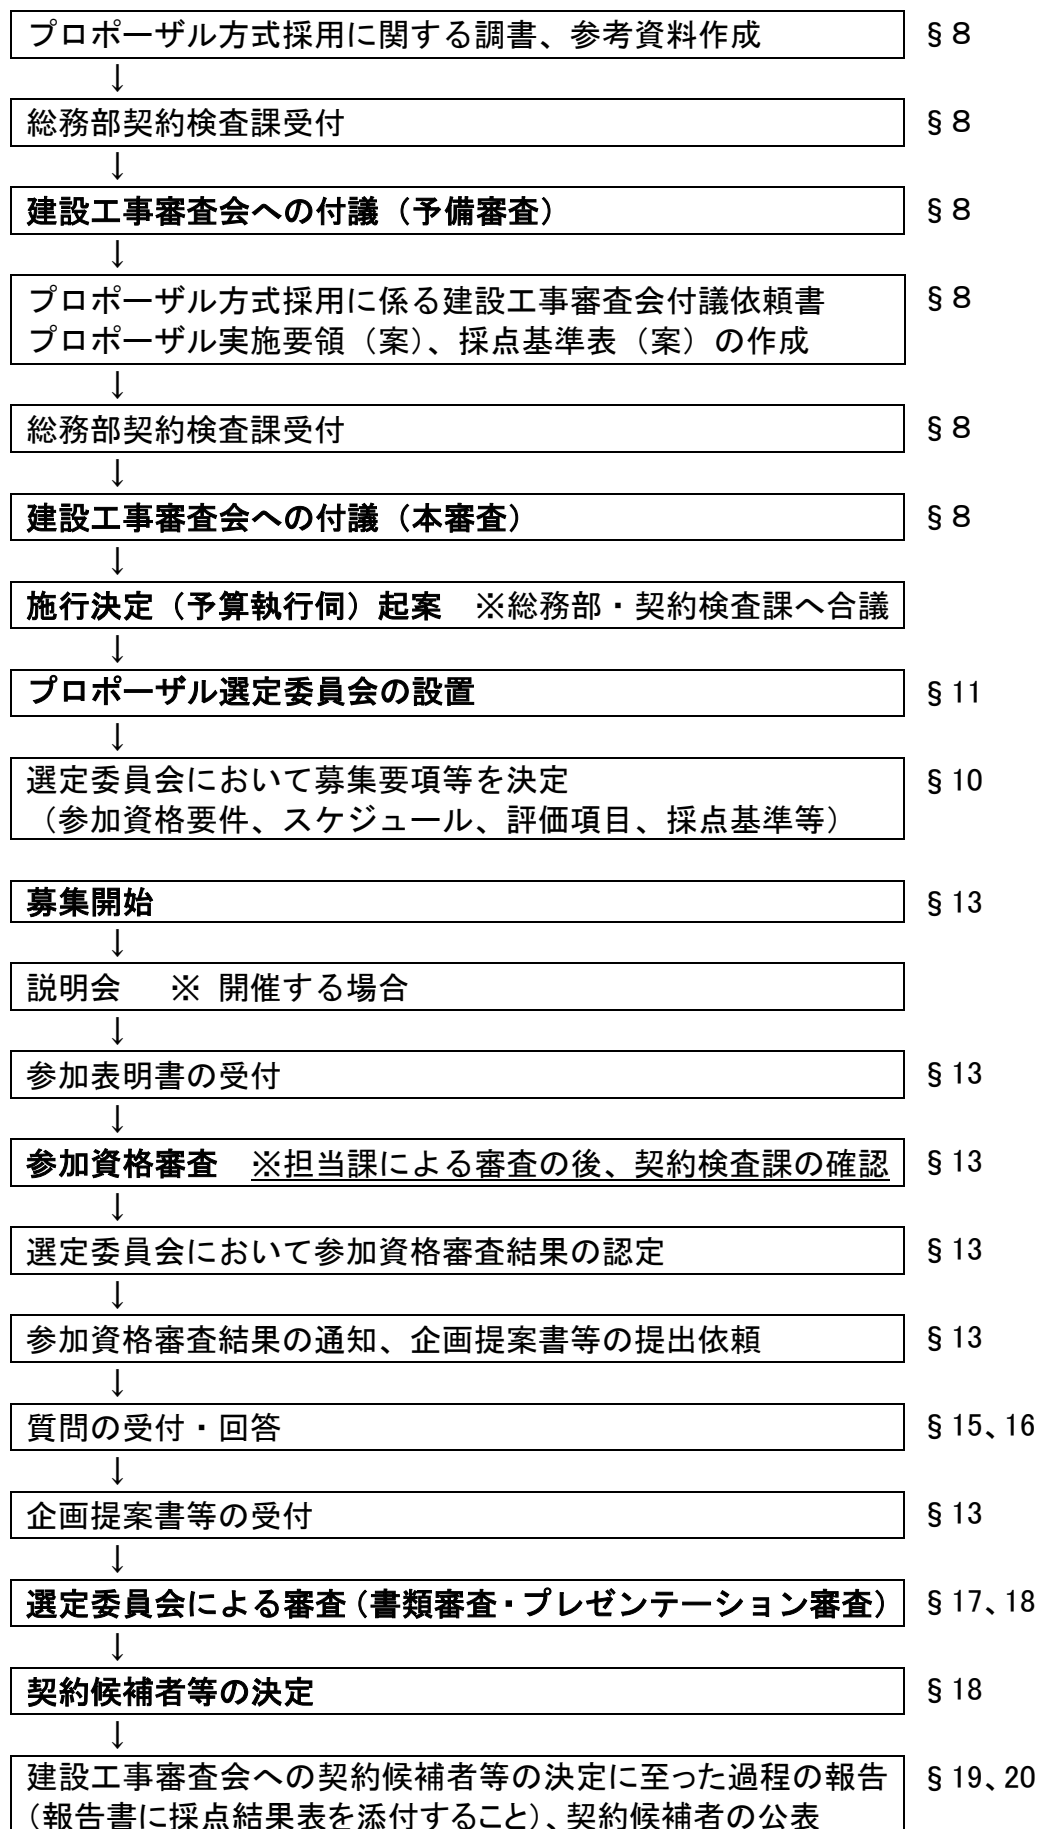 プロポーザル方式採用に関する調書、参考資料作成 §8
↓
総務部契約検査課受付 §8
↓
建設工事審査会への付議（予備審査） §8
↓
プロポーザル方式採用に係る建設工事審査会付議依頼書 §8
プロポーザル実施要領（案）、採点基準表（案）の作成
↓
総務部契約検査課受付 §8
↓
建設工事審査会への付議（本審査） §8
↓
施行決定（予算執行伺）起案　※総務部・契約検査課へ合議
↓
プロポーザル選定委員会の設置 §11
↓
選定委員会において募集要項等を決定 §10
（参加資格要件、スケジュール、評価項目、採点基準等）
募集開始 §13
↓
説明会　※ 開催する場合
↓
参加表明書の受付 §13
↓
参加資格審査　※担当課による審査の後、契約検査課の確認 §13
↓
選定委員会において参加資格審査結果の認定 §13
↓
参加資格審査結果の通知、企画提案書等の提出依頼 §13
↓
質問の受付・回答 §15、16
↓
企画提案書等の受付 §13
↓
選定委員会による審査（書類審査・プレゼンテーション審査） §17、18
↓
契約候補者等の決定 §18
↓
建設工事審査会への契約候補者等の決定に至った過程の報告 §19、20
（報告書に採点結果表を添付すること）、契約候補者の公表